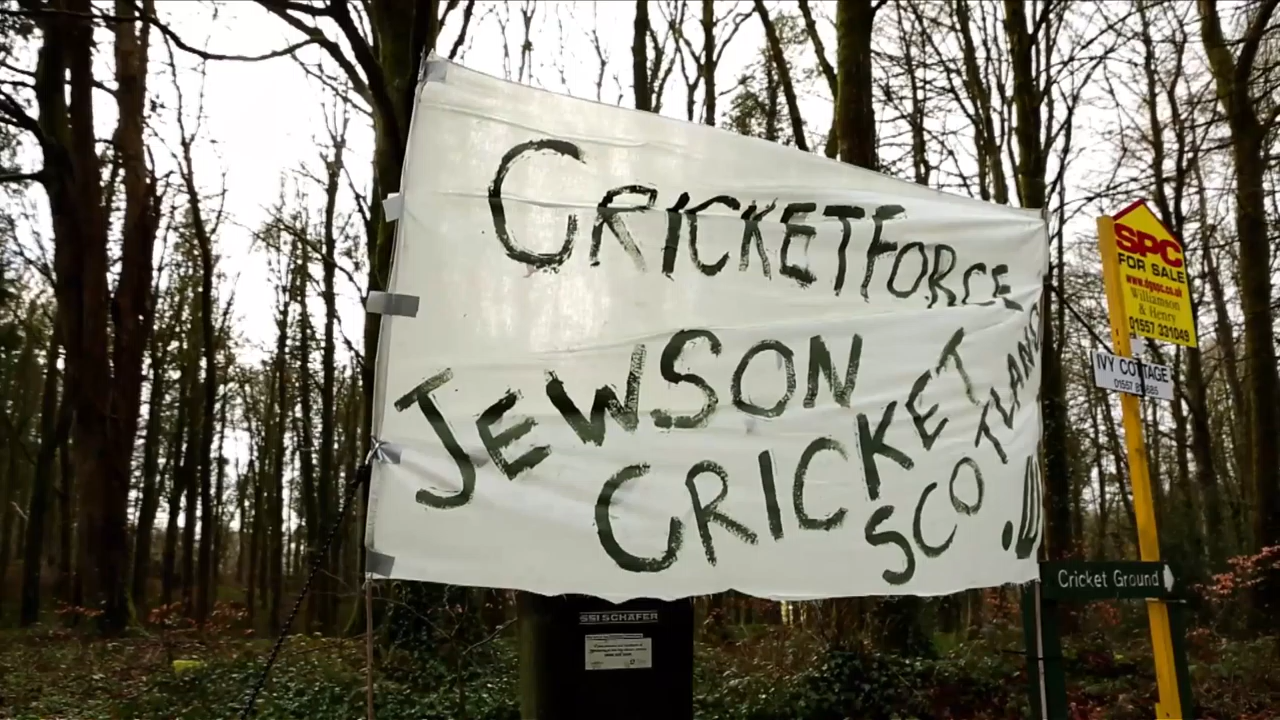 CRICKETFORCE
JEWSON
CRICKET
SCOTLAND
SPC
FOR SALE
www.dgspc.co.uk
Williamson
& Henry
01557 331049
IVY COTTAGE
Cricket Ground
SSI SCHÄFER